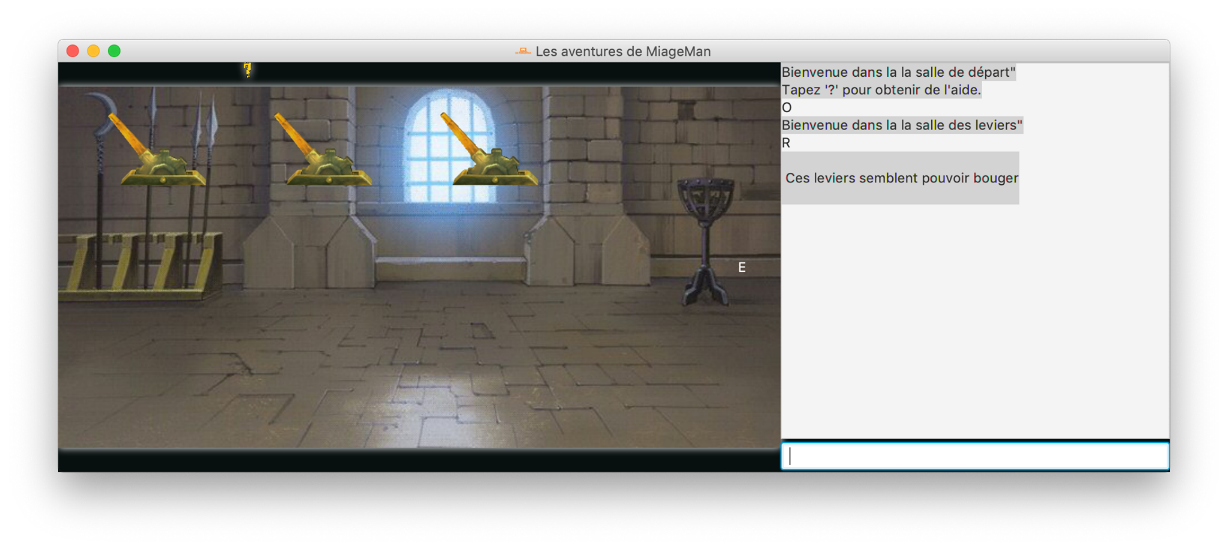 Les aventures de MiageMan
?
Bienvenue dans la la salle de départ"
Tapez '?' pour obtenir de l'aide.
O
Bienvenue dans la la salle des leviers"
R
Ces leviers semblent pouvoir bouger
E